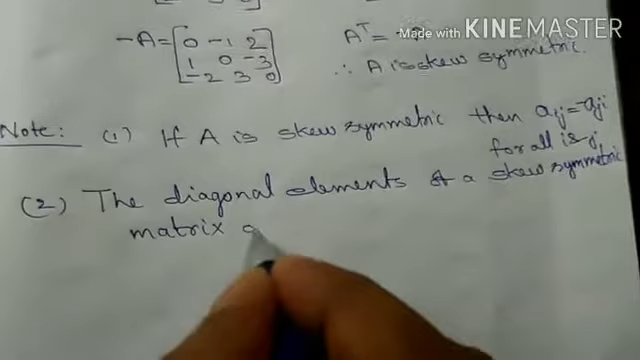 Made with KINEMASTER
-A = [0 -1 2
1 0 -3
-2 3 0]
Aᵀ =
∴ A is skew symmetric.
Note: (1) If A is skew symmetric then aij = -aji
for all i & j
(2) The diagonal elements of a skew symmetric
matrix